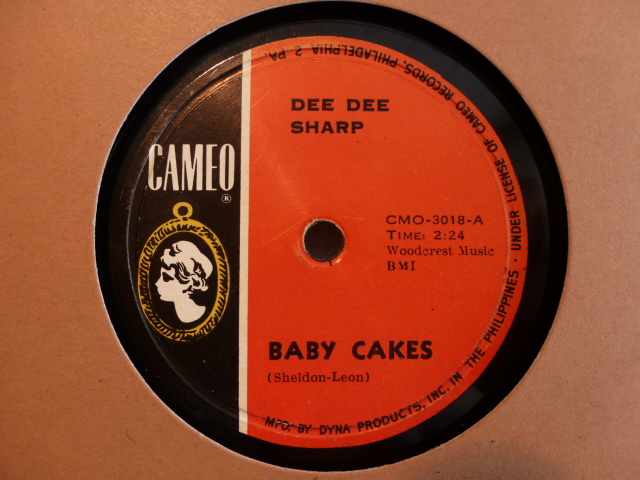 DEE DEE
SHARP
CAMEO
®
CMO-3018-A
TIME: 2:24
Woodcrest Music
BMI
BABY CAKES
(Sheldon-Leon)
MFD. BY DYNA PRODUCTS, INC. IN THE PHILIPPINES · UNDER LICENSE OF CAMEO RECORDS, PHILADELPHIA 2 PA.